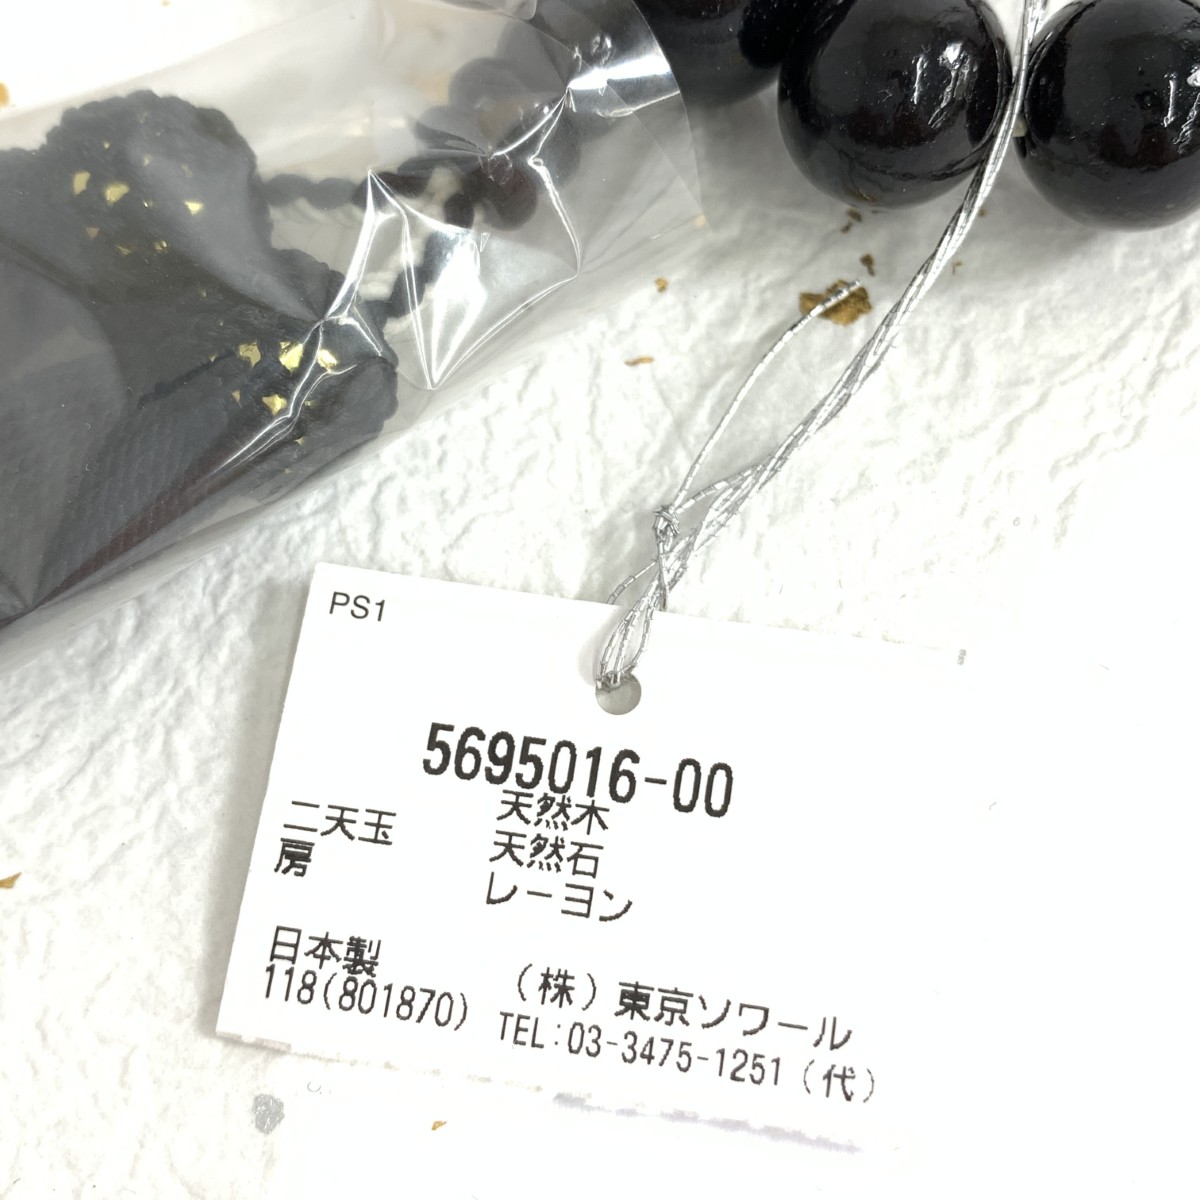 PS1
5695016-00
天然木
二天玉 天然石
房 レーヨン
日本製
118(801870) (株)東京ソワール
TEL:03-3475-1251(代)